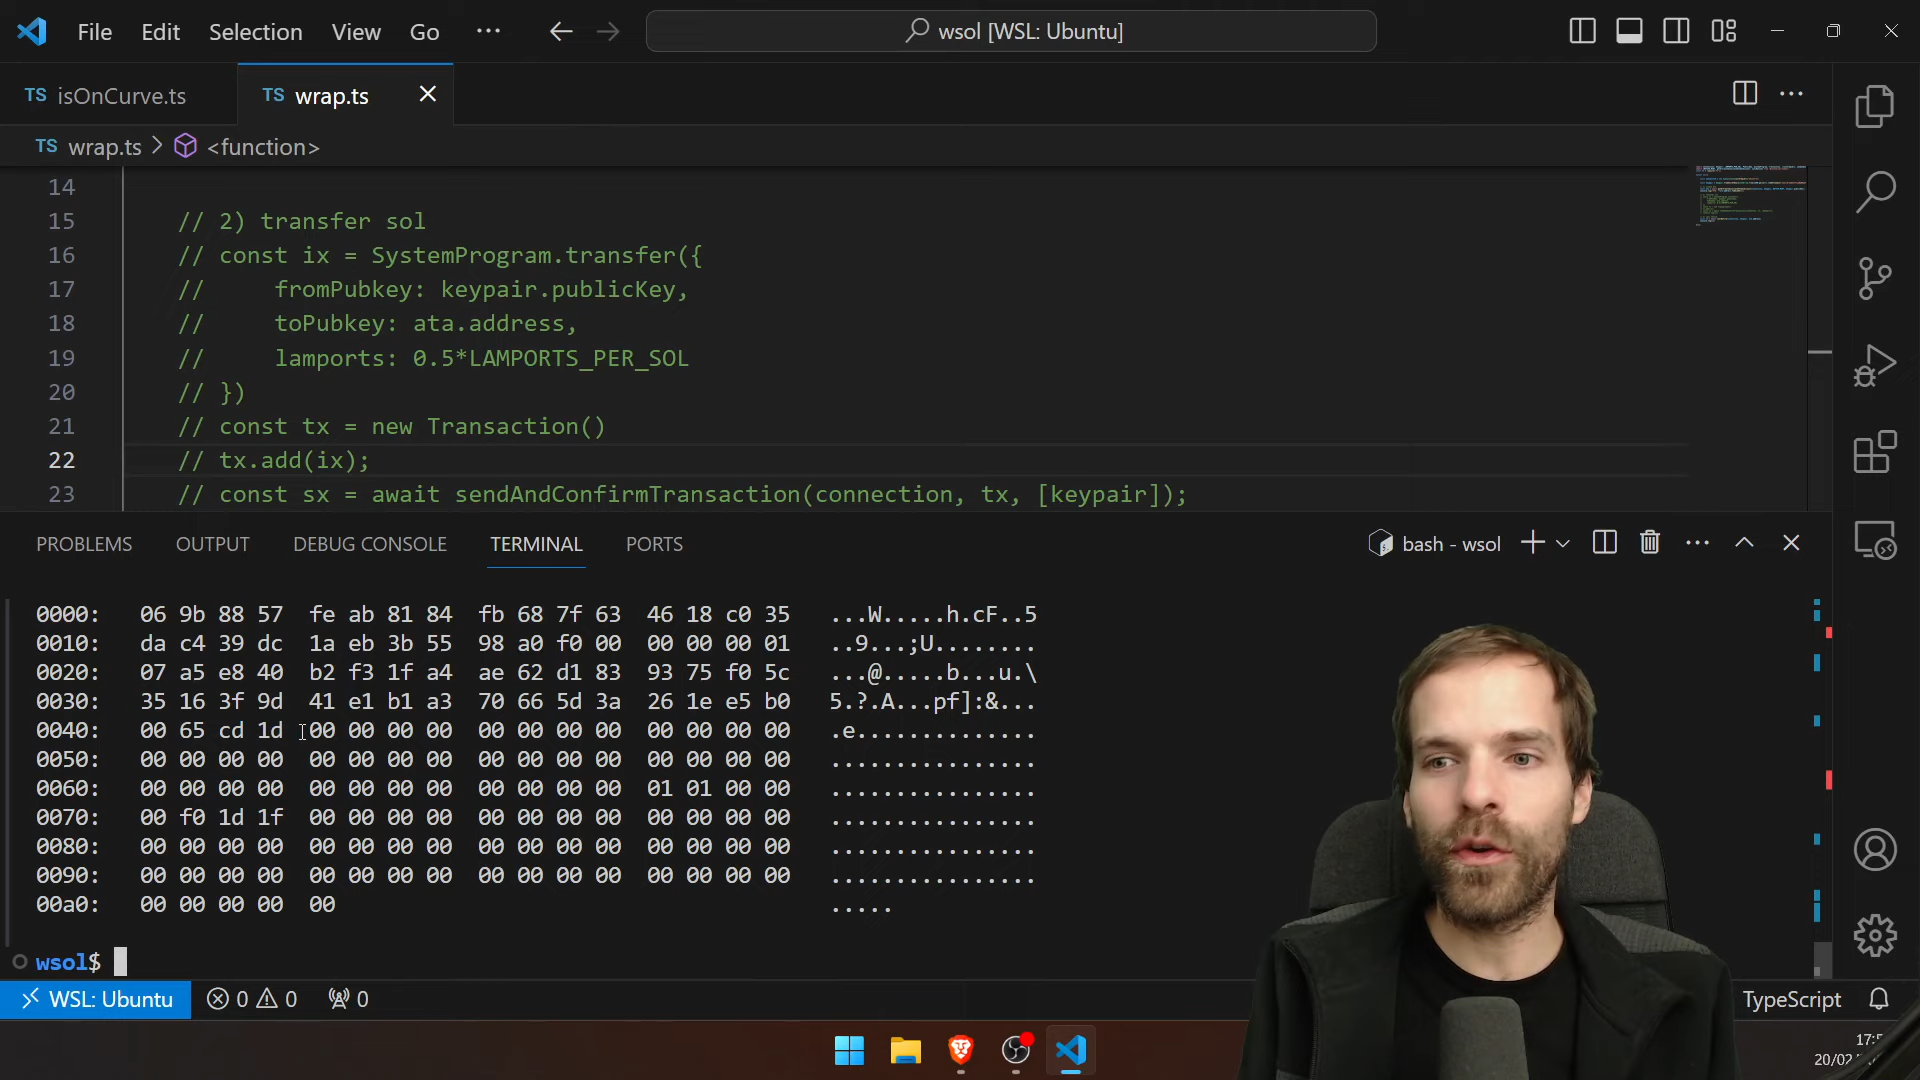 File Edit Selection View Go ··· wsol [WSL: Ubuntu]
TS isOnCurve.ts TS wrap.ts
TS wrap.ts > <function>
14
15 // 2) transfer sol
16 // const ix = SystemProgram.transfer({
17 //     fromPubkey: keypair.publicKey,
18 //     toPubkey: ata.address,
19 //     lamports: 0.5*LAMPORTS_PER_SOL
20 // })
21 // const tx = new Transaction()
22 // tx.add(ix);
23 // const sx = await sendAndConfirmTransaction(connection, tx, [keypair]);
PROBLEMS OUTPUT DEBUG CONSOLE TERMINAL PORTS bash - wsol
0000: 06 9b 88 57 fe ab 81 84 fb 68 7f 63 46 18 c0 35 ...W.....h.cF..5
0010: da c4 39 dc 1a eb 3b 55 98 a0 f0 00 00 00 00 01 ..9...;U........
0020: 07 a5 e8 40 b2 f3 1f a4 ae 62 d1 83 93 75 f0 5c ...@.....b...u.\
0030: 35 16 3f 9d 41 e1 b1 a3 70 66 5d 3a 26 1e e5 b0 5.?.A...pf]:&...
0040: 00 65 cd 1d 00 00 00 00 00 00 00 00 00 00 00 00 .e..............
0050: 00 00 00 00 00 00 00 00 00 00 00 00 00 00 00 00 ................
0060: 00 00 00 00 00 00 00 00 00 00 00 00 01 01 00 00 ................
0070: 00 f0 1d 1f 00 00 00 00 00 00 00 00 00 00 00 00 ................
0080: 00 00 00 00 00 00 00 00 00 00 00 00 00 00 00 00 ................
0090: 00 00 00 00 00 00 00 00 00 00 00 00 00 00 00 00 ................
00a0: 00 00 00 00 00 .....
wsol$
WSL: Ubuntu 0 0 0 TypeScript
17:5
20/02